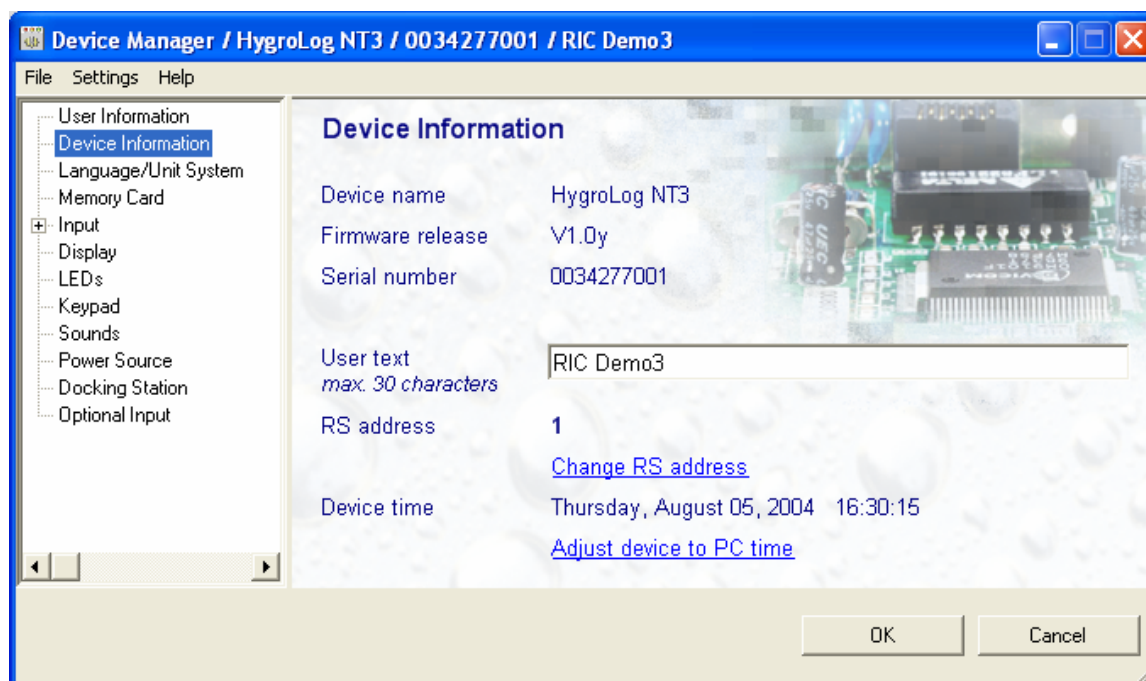 Device Manager / HygroLog NT3 / 0034277001 / RIC Demo3
File Settings Help
User Information
Device Information
Language/Unit System
Memory Card
Input
Display
LEDs
Keypad
Sounds
Power Source
Docking Station
Optional Input
Device Information
Device name HygroLog NT3
Firmware release V1.0y
Serial number 0034277001
User text RIC Demo3
max. 30 characters
RS address 1
Change RS address
Device time Thursday, August 05, 2004 16:30:15
Adjust device to PC time
OK Cancel